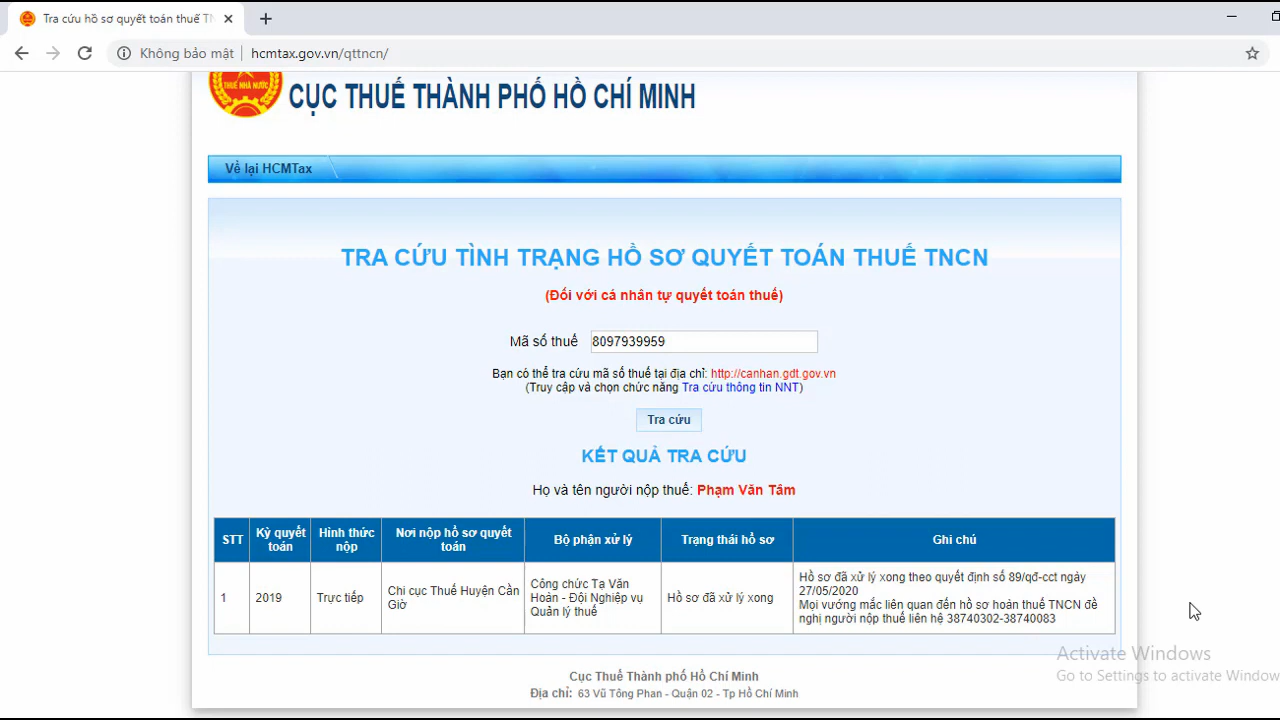 Tra cứu hồ sơ quyết toán thuế TN
Không bảo mật
hcmtax.gov.vn/qttncn/
THUẾ NHÀ NƯỚC
CỤC THUẾ THÀNH PHỐ HỒ CHÍ MINH
Về lại HCMTax
TRA CỨU TÌNH TRẠNG HỒ SƠ QUYẾT TOÁN THUẾ TNCN
(Đối với cá nhân tự quyết toán thuế)
Mã số thuế 8097939959
Bạn có thể tra cứu mã số thuế tại địa chỉ: http://canhan.gdt.gov.vn
(Truy cập và chọn chức năng Tra cứu thông tin NNT)
Tra cứu
KẾT QUẢ TRA CỨU
Họ và tên người nộp thuế: Phạm Văn Tâm
STT
Kỳ quyết
toán
Hình thức
nộp
Nơi nộp hồ sơ quyết
toán
Bộ phận xử lý
Trạng thái hồ sơ
Ghi chú
1
2019
Trực tiếp
Chi cục Thuế Huyện Cần
Giờ
Công chức Tạ Văn
Hoàn - Đội Nghiệp vụ
Quản lý thuế
Hồ sơ đã xử lý xong
Hồ sơ đã xử lý xong theo quyết định số 89/qđ-cct ngày
27/05/2020
Mọi vướng mắc liên quan đến hồ sơ hoàn thuế TNCN đề
nghị người nộp thuế liên hệ 38740302-38740083
Cục Thuế Thành phố Hồ Chí Minh
Địa chỉ: 63 Vũ Tông Phan - Quận 02 - Tp Hồ Chí Minh
Activate Windows
Go to Settings to activate Window